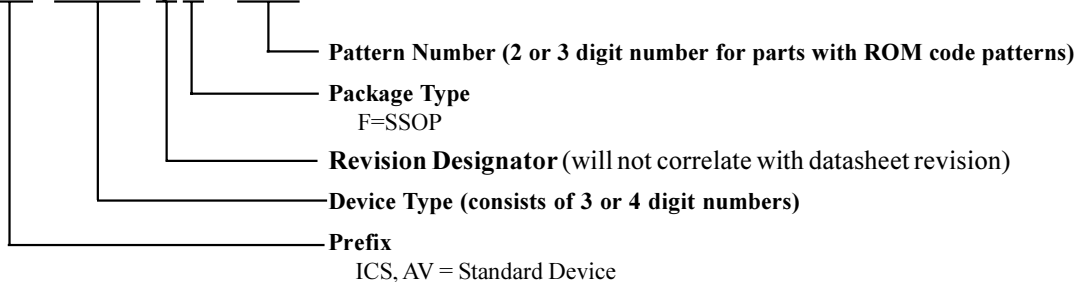 Pattern Number (2 or 3 digit number for parts with ROM code patterns)
Package Type
F=SSOP
Revision Designator (will not correlate with datasheet revision)
Device Type (consists of 3 or 4 digit numbers)
Prefix
ICS, AV = Standard Device